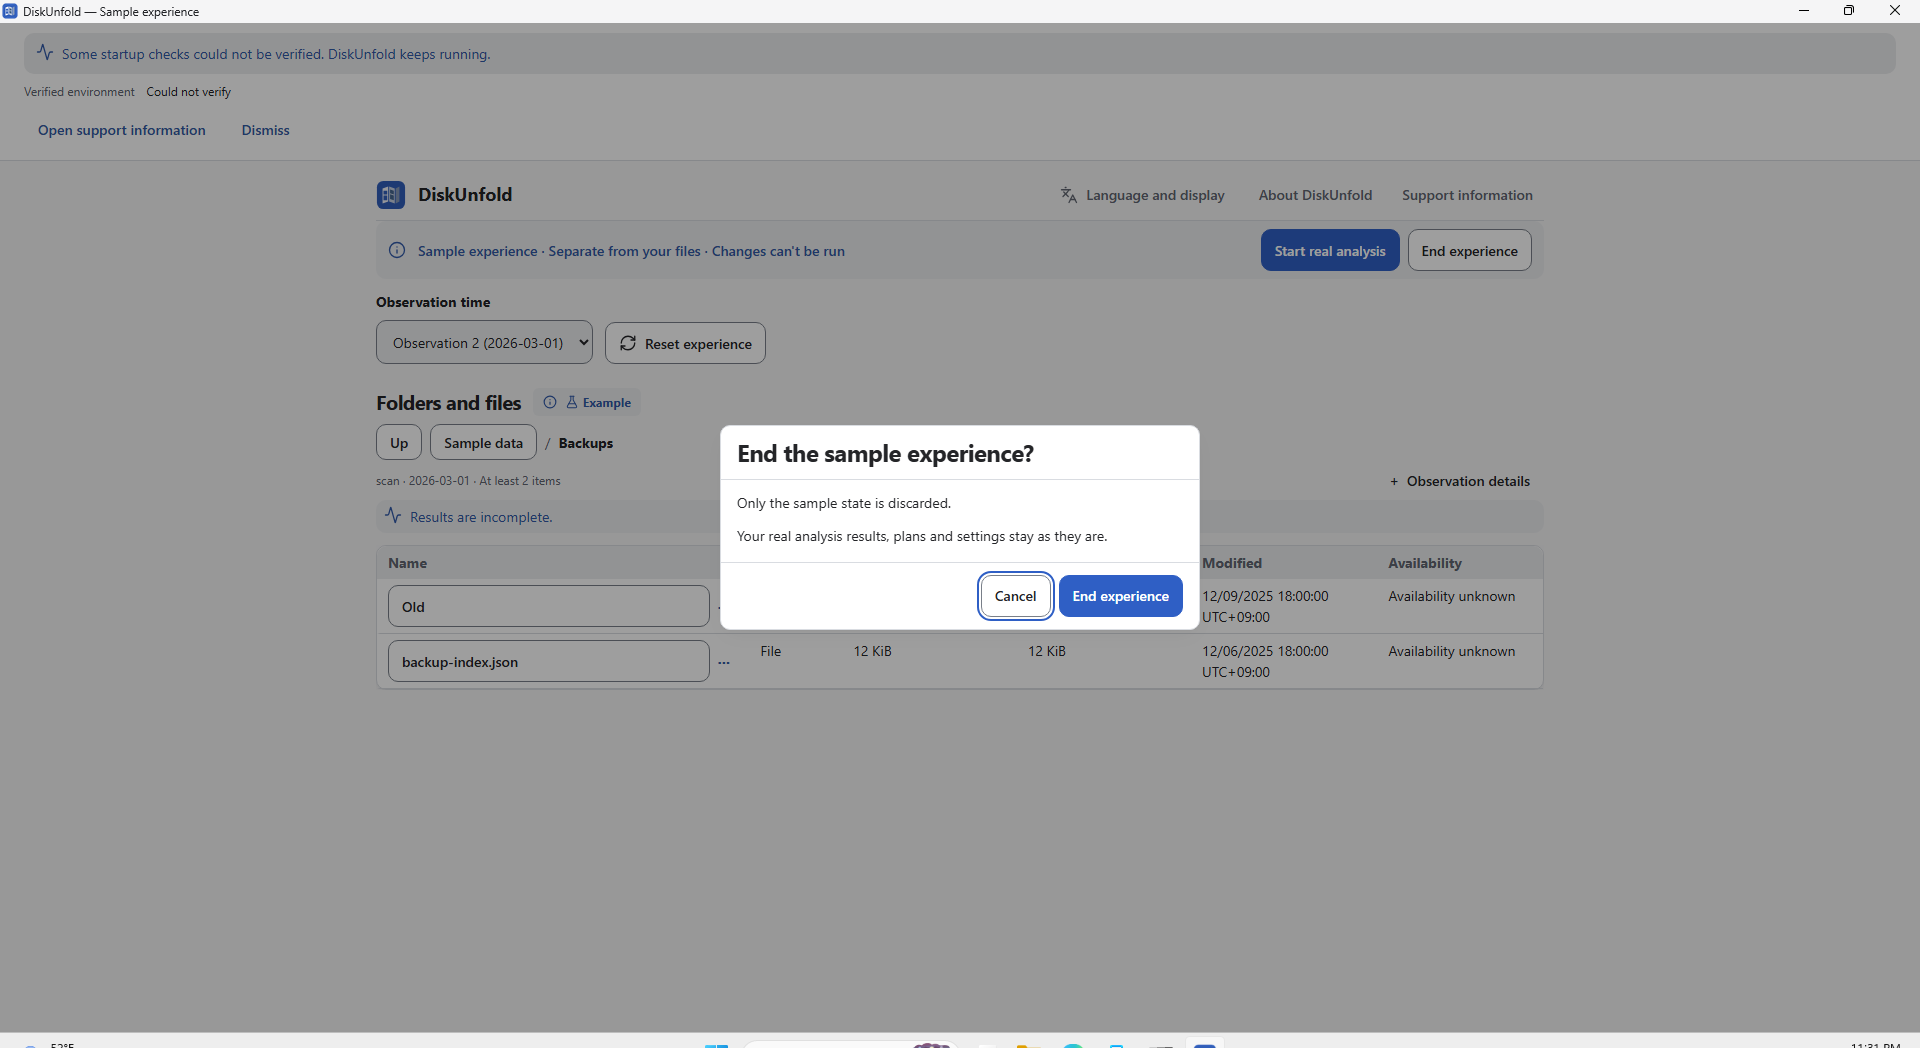 DiskUnfold — Sample experience
Some startup checks could not be verified. DiskUnfold keeps running.
Verified environment Could not verify
Open support information Dismiss
DiskUnfold Language and display About DiskUnfold Support information
Sample experience · Separate from your files · Changes can't be run Start real analysis End experience
Observation time
Observation 2 (2026-03-01) Reset experience
Folders and files Example
Up Sample data / Backups
scan · 2026-03-01 · At least 2 items + Observation details
Results are incomplete.
End the sample experience?
Only the sample state is discarded.
Your real analysis results, plans and settings stay as they are.
Cancel End experience
Name Modified Availability
Old 12/09/2025 18:00:00 Availability unknown
UTC+09:00
backup-index.json ... File 12 KiB 12 KiB 12/06/2025 18:00:00 Availability unknown
UTC+09:00